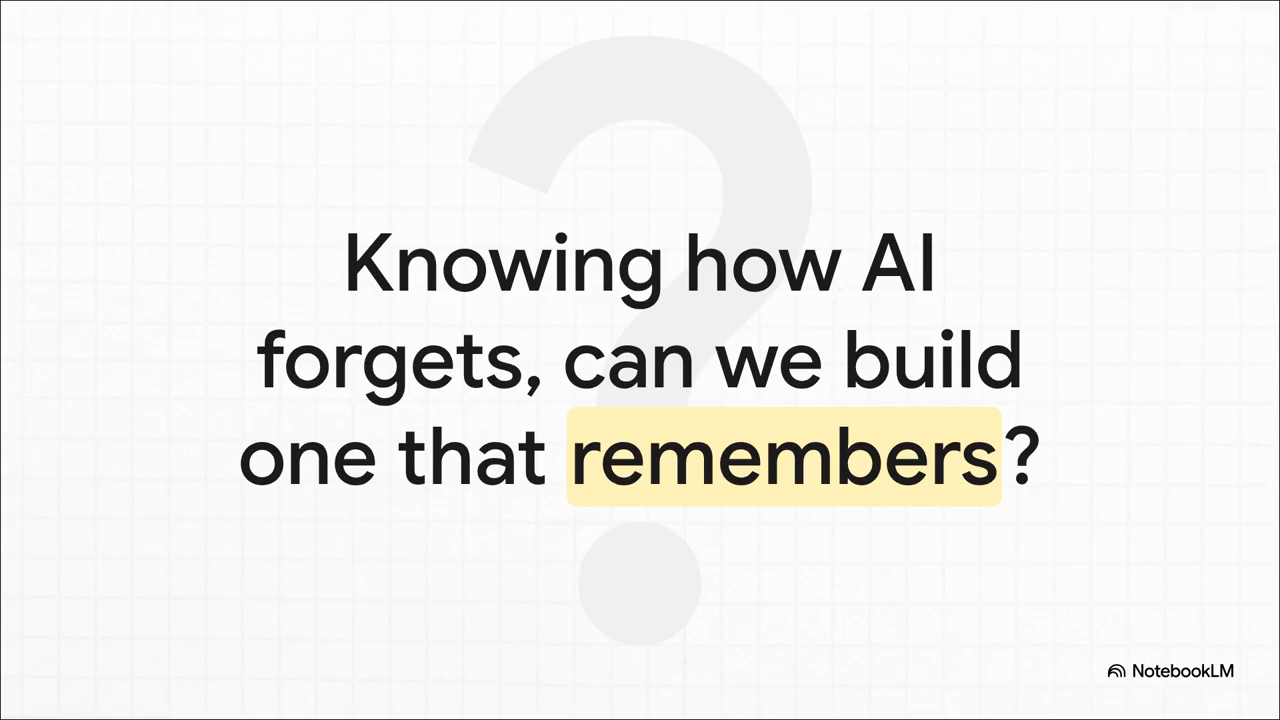 Knowing how AI
forgets, can we build
one that remembers?
NotebookLM